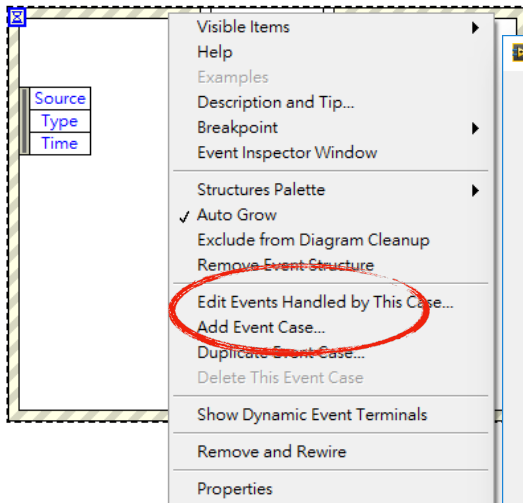 Visible Items
Help
Examples
Description and Tip...
Breakpoint
Event Inspector Window
Structures Palette
Auto Grow
Exclude from Diagram Cleanup
Remove Event Structure
Edit Events Handled by This Case...
Add Event Case...
Duplicate Event Case...
Delete This Event Case
Show Dynamic Event Terminals
Remove and Rewire
Properties
Source
Type
Time